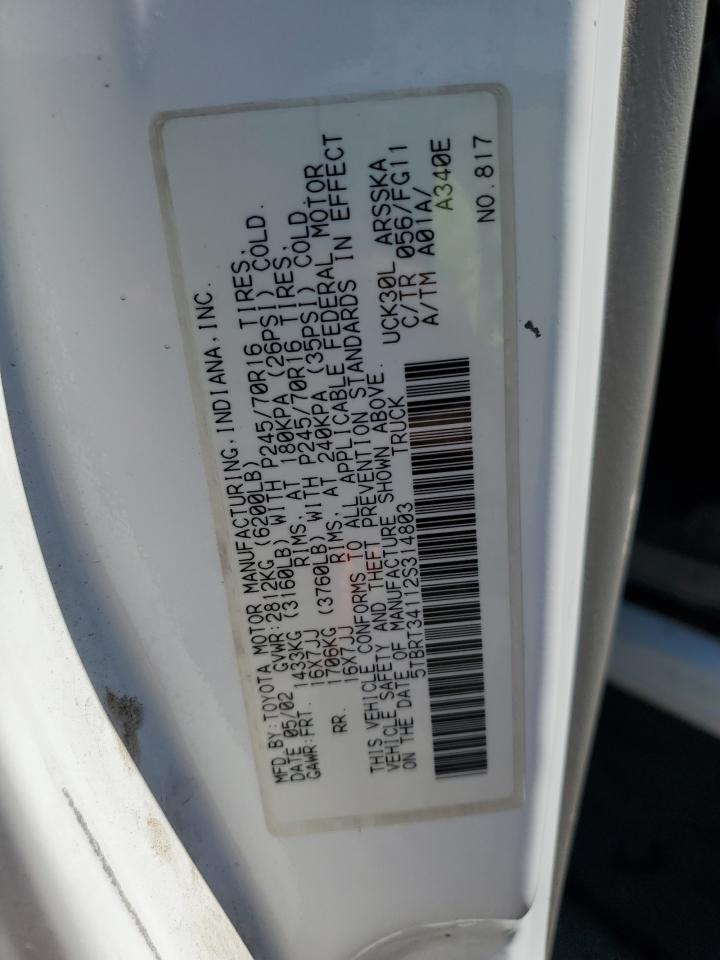 MFD BY:TOYOTA MOTOR MANUFACTURING,INDIANA,INC.
DATE 05/02 GVWR:2812KG (6200LB)
GAWR:FRT. 1433KG (3160LB) WITH P245/70R16 TIRES,
16X7JJ RIMS, AT 180KPA (26PSI) COLD.
RR. 1706KG (3760LB) WITH P245/70R16 TIRES,
16X7JJ RIMS, AT 240KPA (35PSI) COLD.
THIS VEHICLE CONFORMS TO ALL APPLICABLE FEDERAL MOTOR
VEHICLE SAFETY AND THEFT PREVENTION STANDARDS IN EFFECT
ON THE DATE OF MANUFACTURE SHOWN ABOVE.
5TBRT34112S314803 TRUCK
UCK30L ARSSKA
C/TR 056/FG11
A/TM A01A/
A340E
NO.817